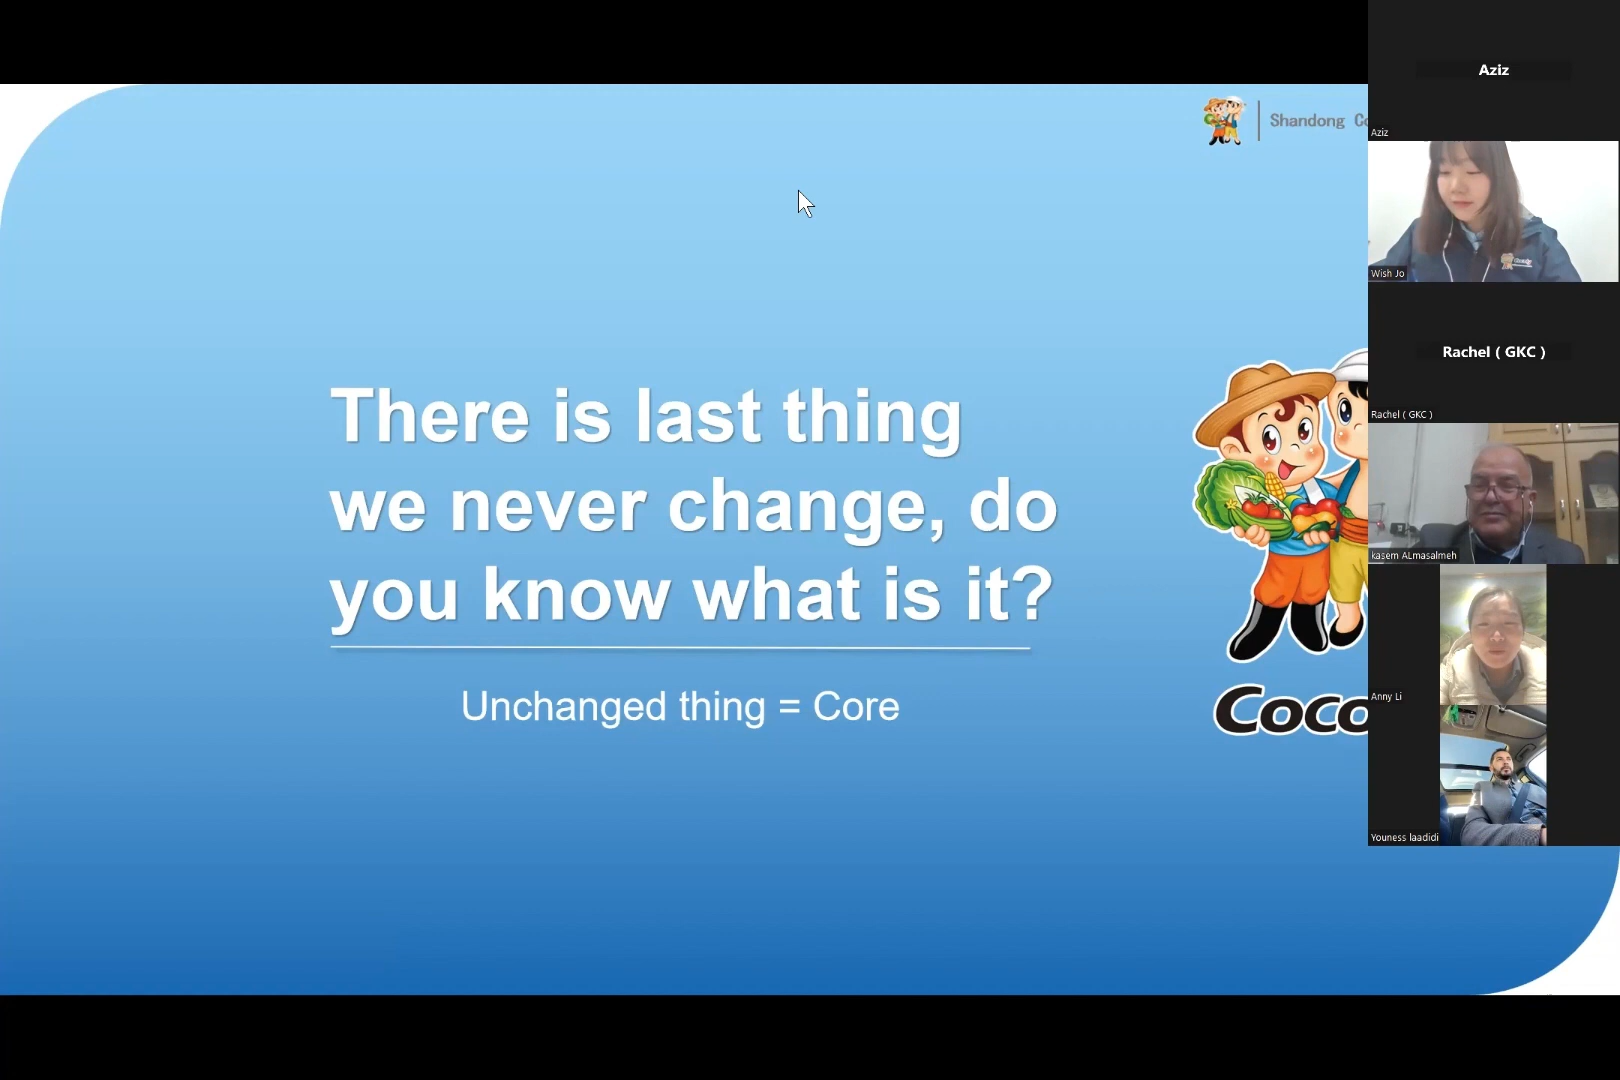 Shandong
There is last thing
we never change, do
you know what is it?
Unchanged thing = Core
Coco
Aziz
Aziz
Wish Jo
Rachel ( GKC )
Rachel ( GKC )
kasem ALmasalmeh
Anny Li
Youness laadidi